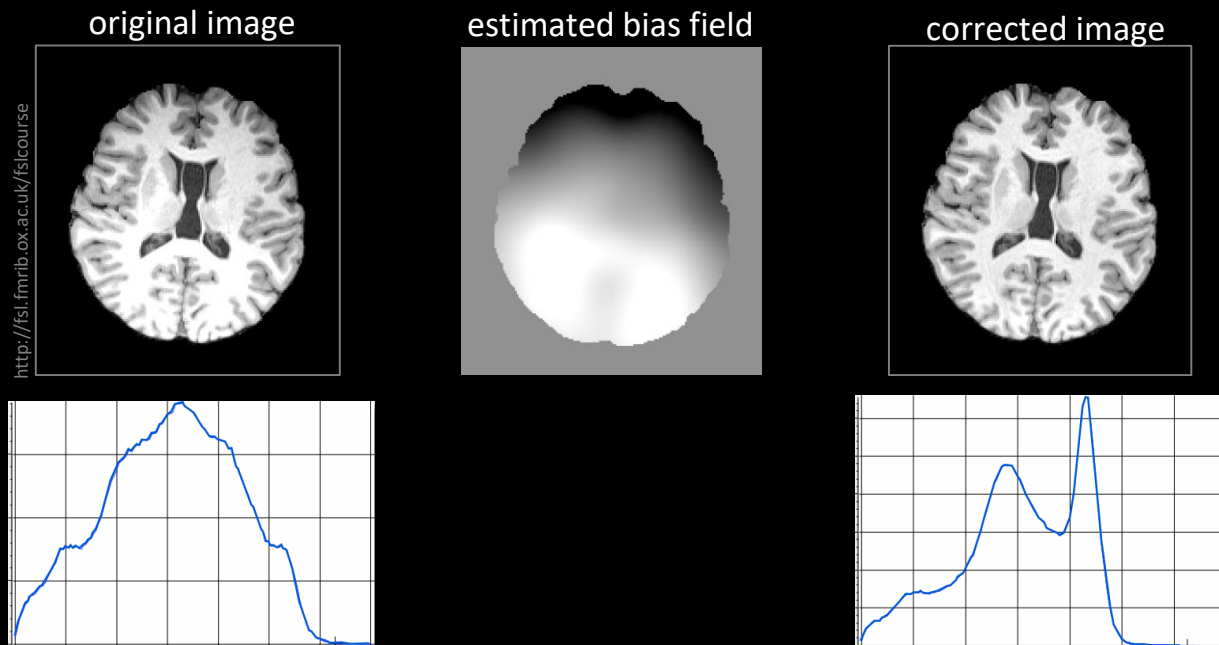 original image
estimated bias field
corrected image
http://fsl.fmrib.ox.ac.uk/fslcourse